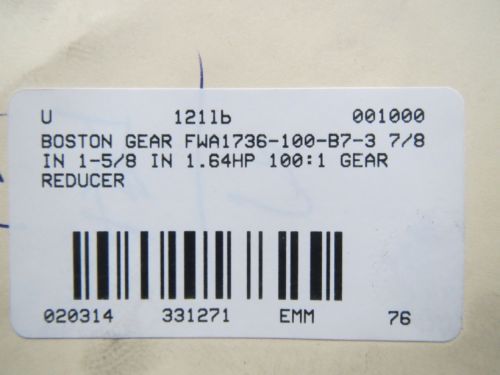 U 121lb 001000
BOSTON GEAR FWA1736-100-B7-3 7/8
IN 1-5/8 IN 1.64HP 100:1 GEAR
REDUCER
020314 331271 EMM 76